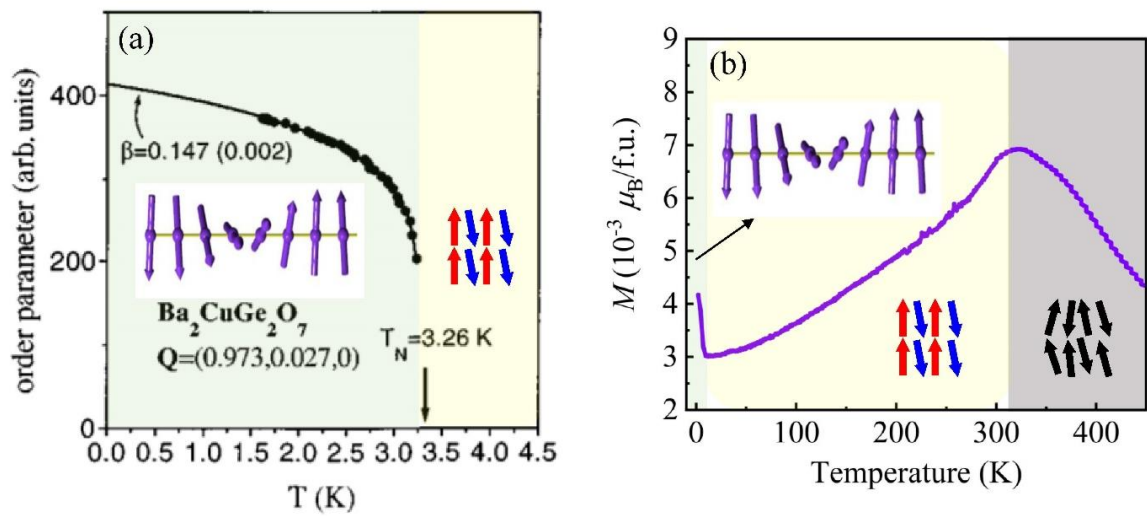 (a)
order parameter (arb. units)
400
200
0
β=0.147 (0.002)
Ba₂CuGe₂O₇
Q=(0.973,0.027,0)
T_N=3.26 K
0.0 0.5 1.0 1.5 2.0 2.5 3.0 3.5 4.0 4.5
T (K)
(b)
M (10⁻³ μ_B/f.u.)
9
8
7
6
5
4
3
2
0 100 200 300 400
Temperature (K)